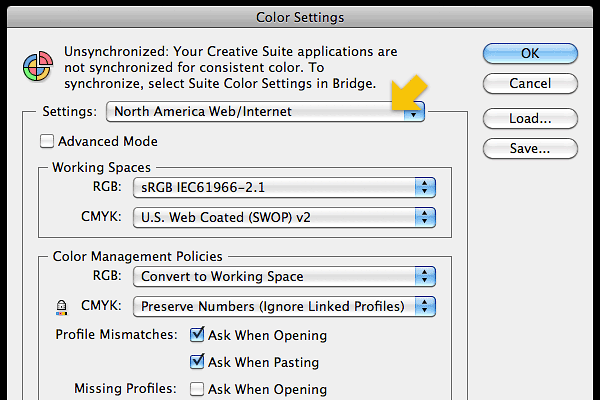 Color Settings
Unsynchronized: Your Creative Suite applications are
not synchronized for consistent color. To
synchronize, select Suite Color Settings in Bridge.
OK
Cancel
Load...
Save...
Settings: North America Web/Internet
Advanced Mode
Working Spaces
RGB: sRGB IEC61966-2.1
CMYK: U.S. Web Coated (SWOP) v2
Color Management Policies
RGB: Convert to Working Space
CMYK: Preserve Numbers (Ignore Linked Profiles)
Profile Mismatches: Ask When Opening
Ask When Pasting
Missing Profiles: Ask When Opening